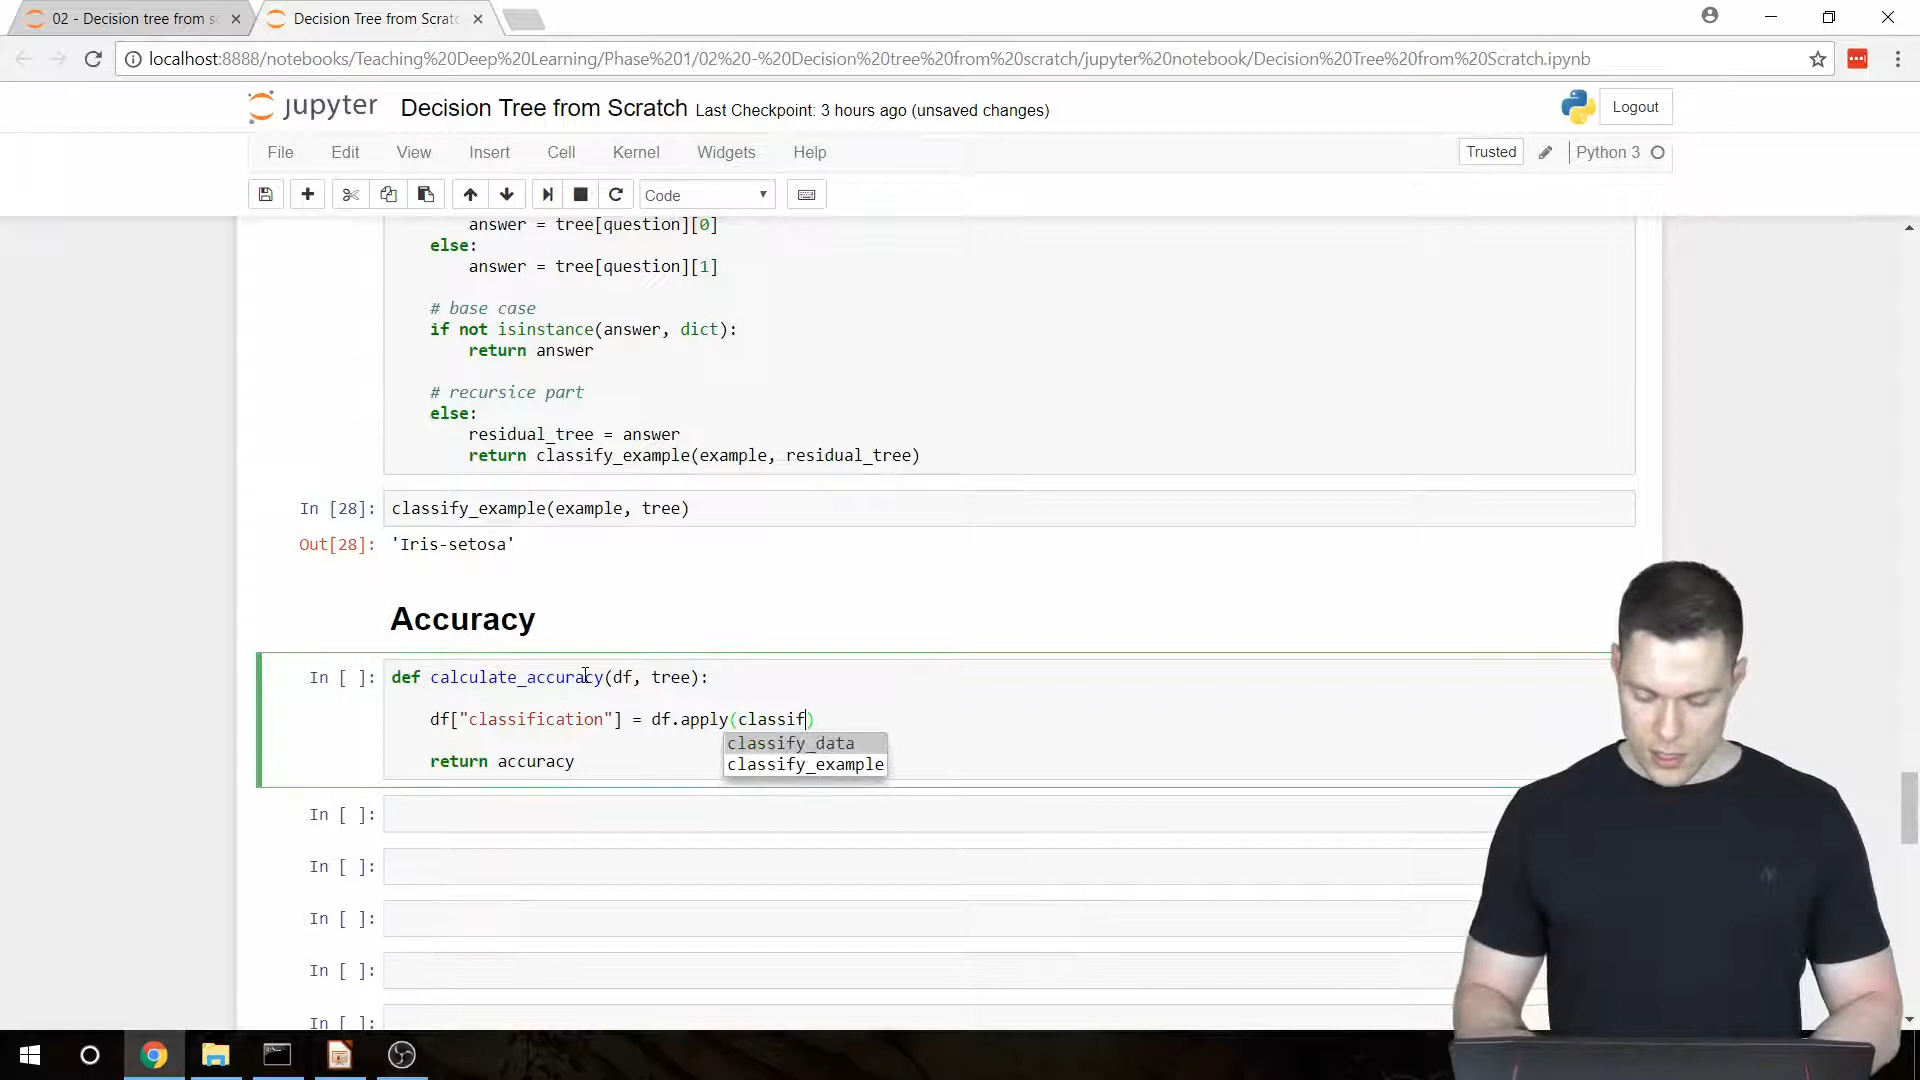 02 - Decision tree from s
Decision Tree from Scrat
localhost:8888/notebooks/Teaching%20Deep%20Learning/Phase%201/02%20-%20Decision%20tree%20from%20scratch/jupyter%20notebook/Decision%20Tree%20from%20Scratch.ipynb
jupyter Decision Tree from Scratch Last Checkpoint: 3 hours ago (unsaved changes)
Logout
File Edit View Insert Cell Kernel Widgets Help
Trusted
Python 3
Code
answer = tree[question][0]
else:
answer = tree[question][1]
# base case
if not isinstance(answer, dict):
return answer
# recursice part
else:
residual_tree = answer
return classify_example(example, residual_tree)
In [28]: classify_example(example, tree)
Out[28]: 'Iris-setosa'
Accuracy
In [ ]: def calculate_accuracy(df, tree):
df["classification"] = df.apply(classif)
classify_data
classify_example
return accuracy
In [ ]:
In [ ]:
In [ ]:
In [ ]:
In [ ]: